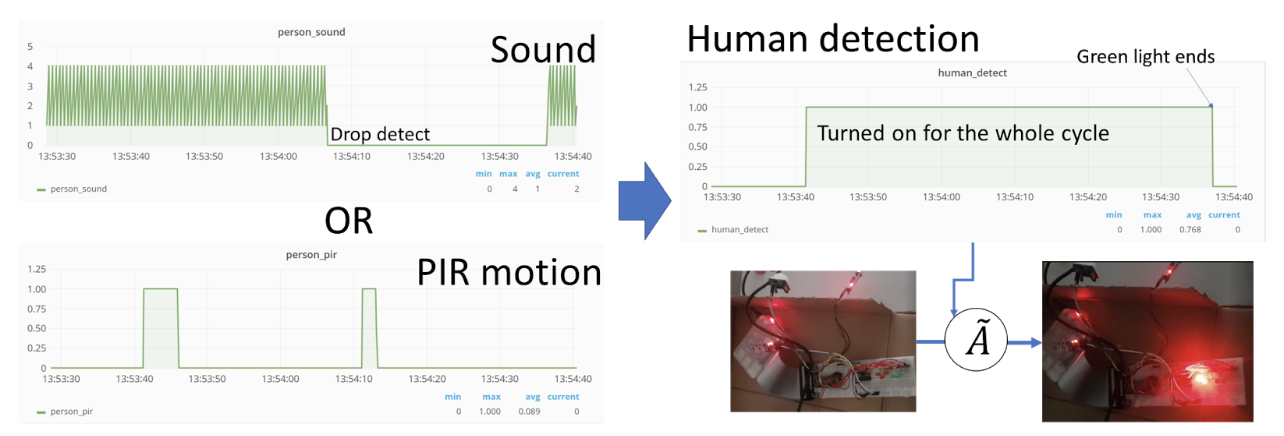 person_sound
Sound
5
4
3
2
1
0
Drop detect
13:53:30 13:53:40 13:53:50 13:54:00 13:54:10 13:54:20 13:54:30 13:54:40
min max avg current
person_sound 0 4 1 2
OR
person_pir
PIR motion
1.25
1.00
0.75
0.50
0.25
0
13:53:30 13:53:40 13:53:50 13:54:00 13:54:10 13:54:20 13:54:30 13:54:40
min max avg current
person_pir 0 1.000 0.089 0
Human detection
Green light ends
human_detect
1.25
1.00
0.75
0.50
0.25
0
Turned on for the whole cycle
13:53:30 13:53:40 13:53:50 13:54:00 13:54:10 13:54:20 13:54:30 13:54:40
min max avg current
human_detect 0 1.000 0.768 0
Ã